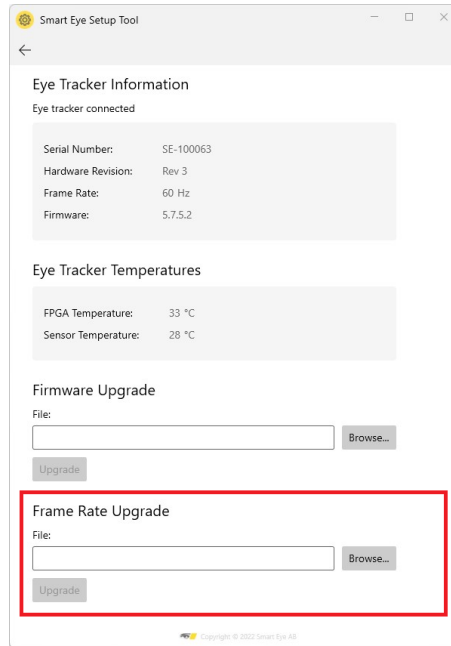 Smart Eye Setup Tool
Eye Tracker Information
Eye tracker connected
Serial Number: SE-100063
Hardware Revision: Rev 3
Frame Rate: 60 Hz
Firmware: 5.7.5.2
Eye Tracker Temperatures
FPGA Temperature: 33 °C
Sensor Temperature: 28 °C
Firmware Upgrade
File:
Browse...
Upgrade
Frame Rate Upgrade
File:
Browse...
Upgrade
Copyright © 2022 Smart Eye AB